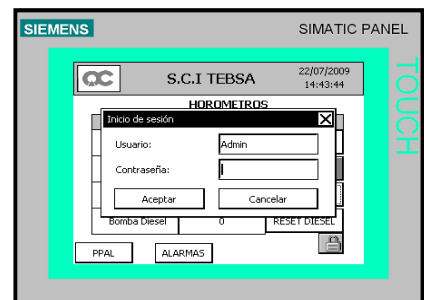 SIEMENS
SIMATIC PANEL
TOUCH
S.C.I TEBSA
22/07/2009
14:43:44
HOROMETROS
Inicio de sesión
Usuario:
Admin
Contraseña:
Aceptar
Cancelar
Bomba Diesel
0
RESET DIESEL
PPAL
ALARMAS